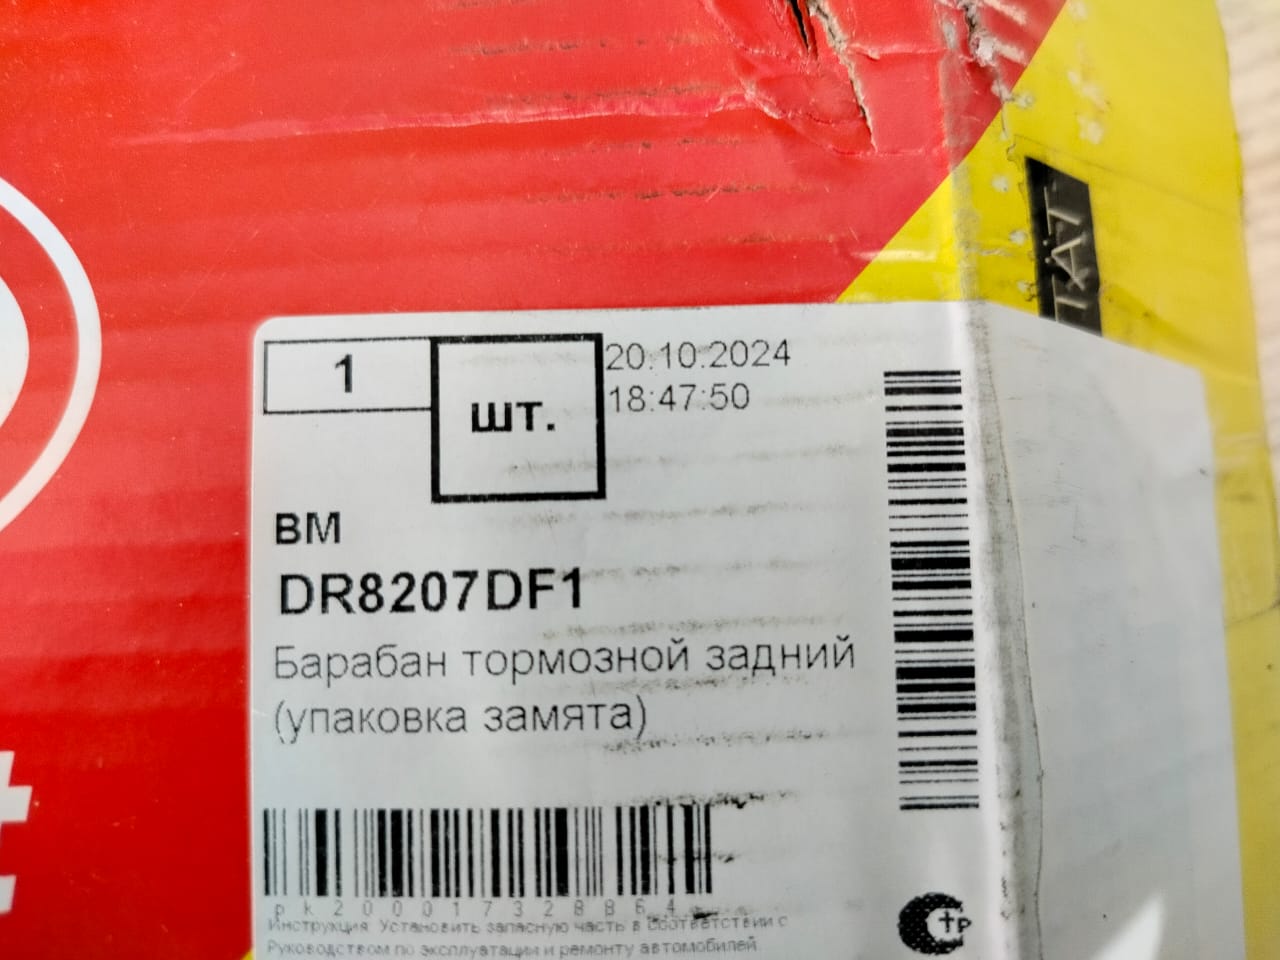 1
шт.
20.10.2024
18:47:50
BM
DR8207DF1
Барабан тормозной задний
(упаковка замята)
pk200017328864
Инструкция: Установить запасную часть в соответствии с
Руководством по эксплуатации и ремонту автомобилей.